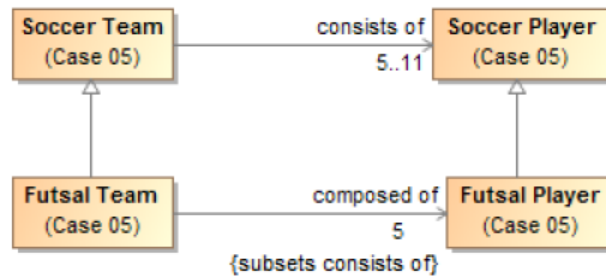 Soccer Team
(Case 05)
consists of
5..11
Soccer Player
(Case 05)
Futsal Team
(Case 05)
composed of
5
{subsets consists of}
Futsal Player
(Case 05)